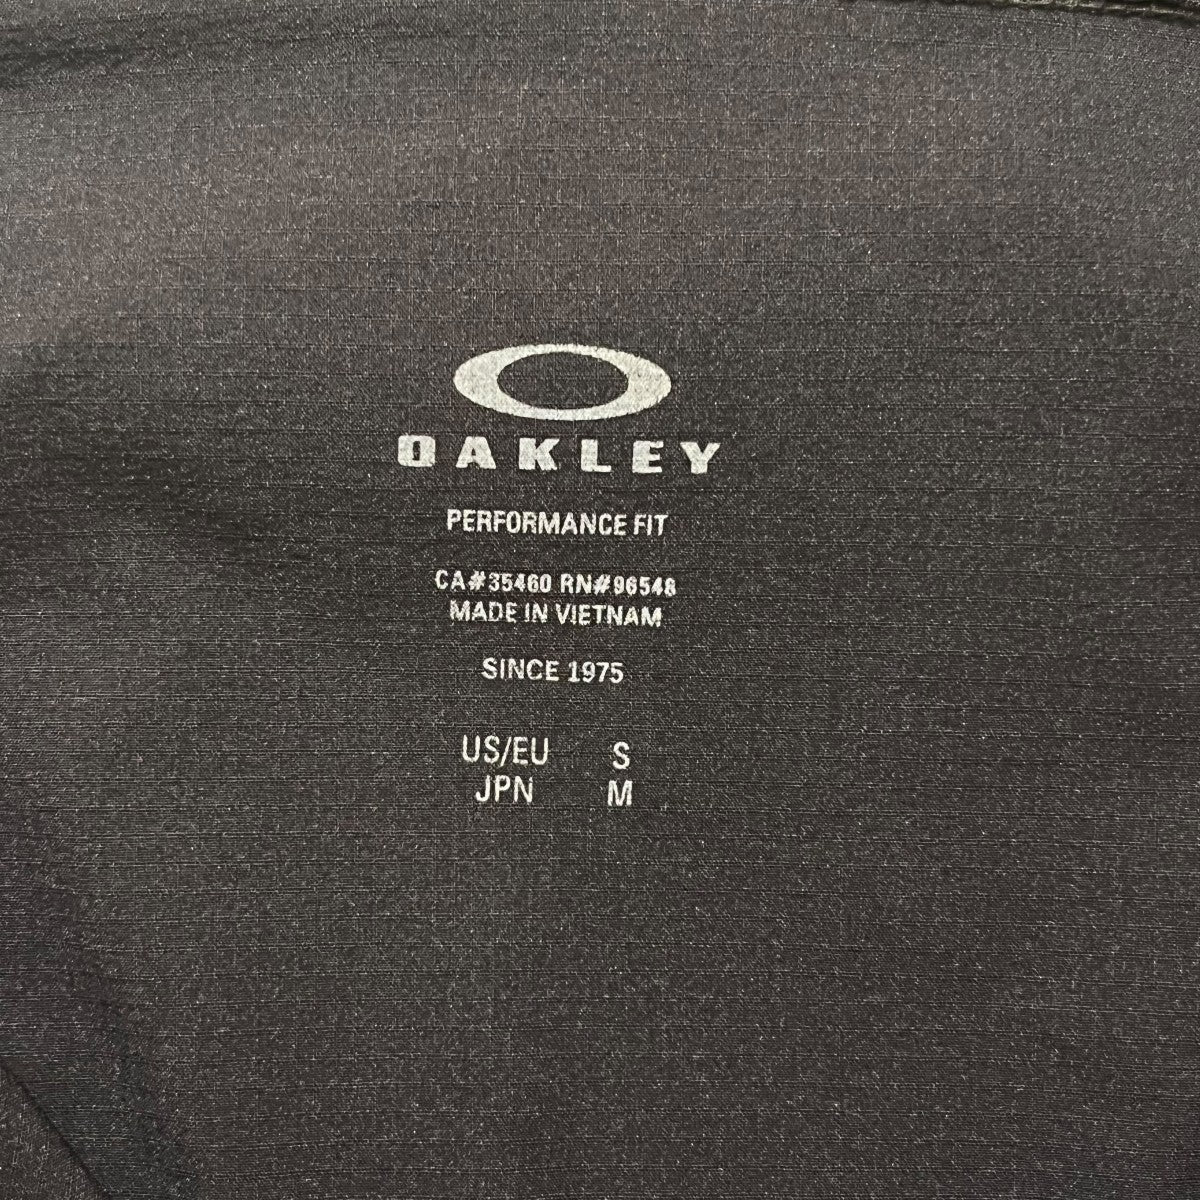 OAKLEY
PERFORMANCE FIT
CA#35460 RN#96548
MADE IN VIETNAM
SINCE 1975
US/EU S
JPN M